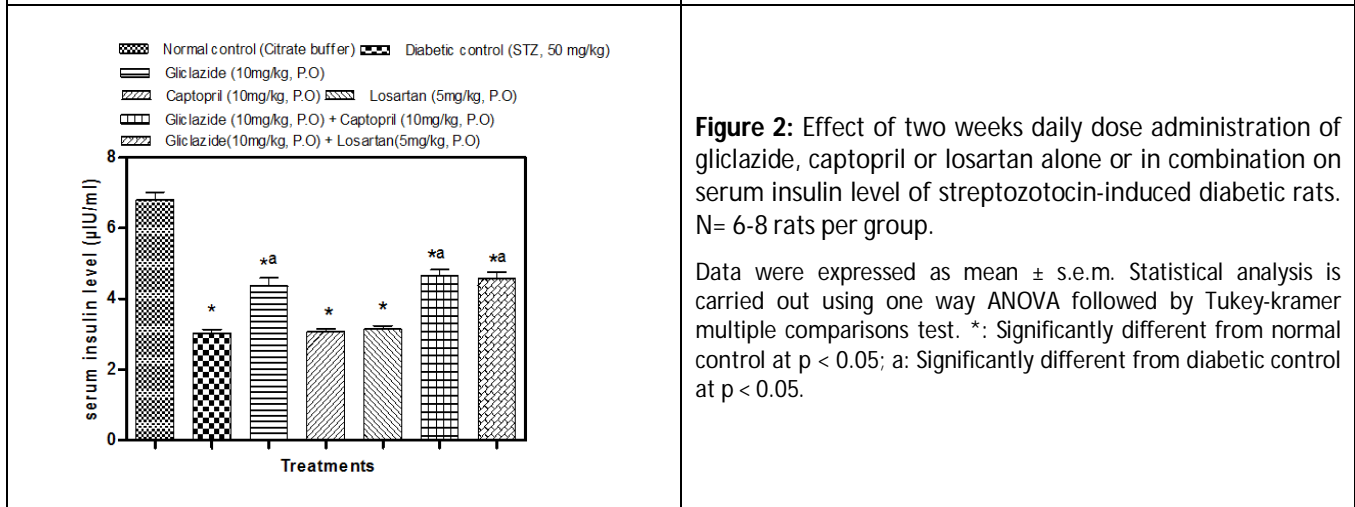 Normal control (Citrate buffer) Diabetic control (STZ, 50 mg/kg)
Gliclazide (10mg/kg, P.O)
Captopril (10mg/kg, P.O) Losartan (5mg/kg, P.O)
Gliclazide (10mg/kg, P.O) + Captopril (10mg/kg, P.O)
Gliclazide(10mg/kg, P.O) + Losartan(5mg/kg, P.O)
8
6
4
2
0
serum insulin level (µIU/ml)
*
*a
*
*
*a
*a
Treatments
Figure 2: Effect of two weeks daily dose administration of
gliclazide, captopril or losartan alone or in combination on
serum insulin level of streptozotocin-induced diabetic rats.
N= 6-8 rats per group.
Data were expressed as mean ± s.e.m. Statistical analysis is
carried out using one way ANOVA followed by Tukey-kramer
multiple comparisons test. *: Significantly different from normal
control at p < 0.05; a: Significantly different from diabetic control
at p < 0.05.